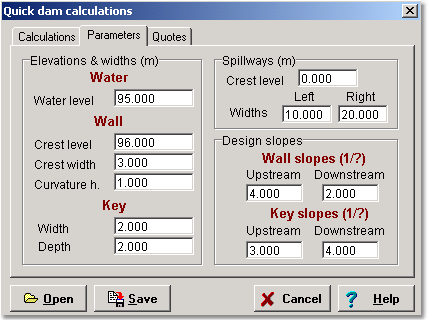 Quick dam calculations
Calculations Parameters Quotes
Elevations & widths (m)
Water
Water level 95.000
Wall
Crest level 96.000
Crest width 3.000
Curvature h. 1.000
Key
Width 2.000
Depth 2.000
Spillways (m)
Crest level 0.000
Left Right
Widths 10.000 20.000
Design slopes
Wall slopes (1/?)
Upstream Downstream
4.000 2.000
Key slopes (1/?)
Upstream Downstream
3.000 4.000
Open Save Cancel ? Help